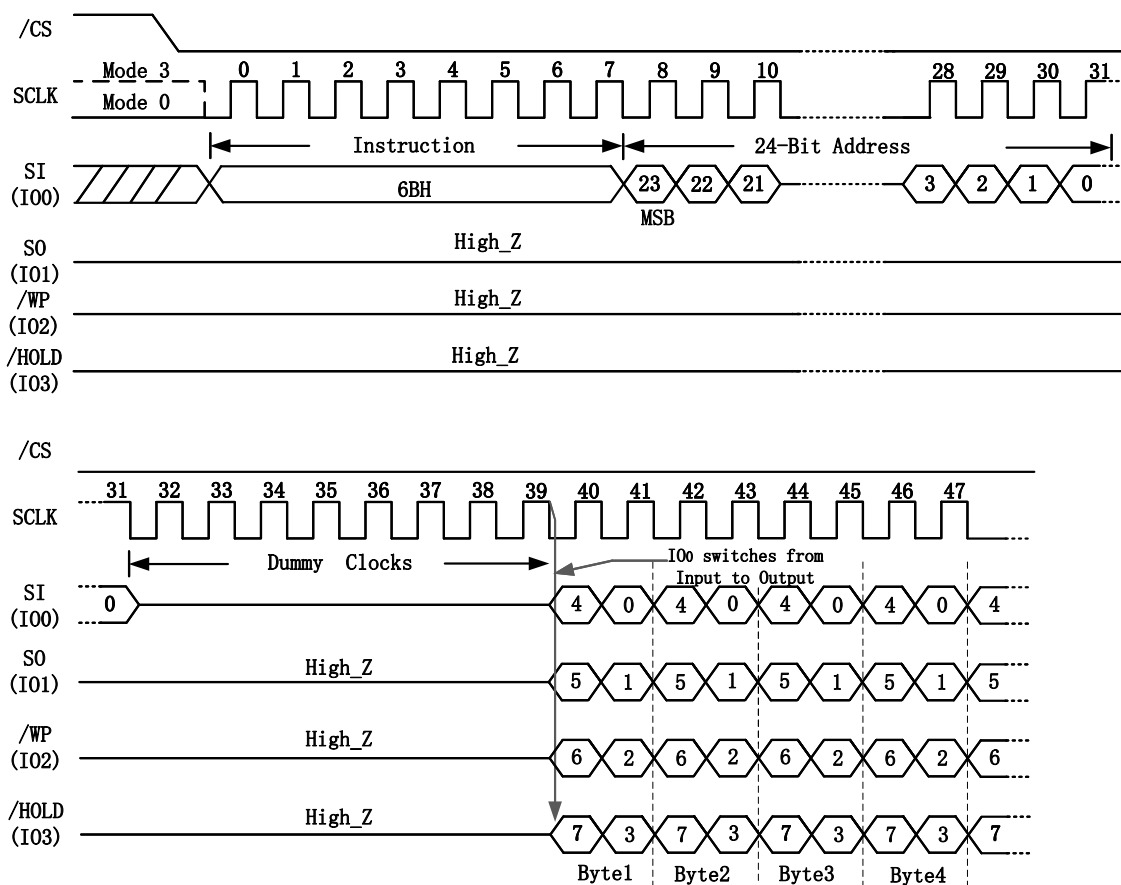 /CS
Mode 3
0 1 2 3 4 5 6 7 8 9 10 28 29 30 31
SCLK
Mode 0
Instruction
24-Bit Address
SI
(IO0)
6BH
23 22 21 3 2 1 0
MSB
SO
(IO1)
High_Z
/WP
(IO2)
High_Z
/HOLD
(IO3)
High_Z
/CS
31 32 33 34 35 36 37 38 39 40 41 42 43 44 45 46 47
SCLK
Dummy Clocks
IO0 switches from
Input to Output
SI
(IO0)
0 4 0 4 0 4 0 4 0 4
SO
(IO1)
High_Z
5 1 5 1 5 1 5 1 5
/WP
(IO2)
High_Z
6 2 6 2 6 2 6 2 6
/HOLD
(IO3)
High_Z
7 3 7 3 7 3 7 3 7
Byte1 Byte2 Byte3 Byte4